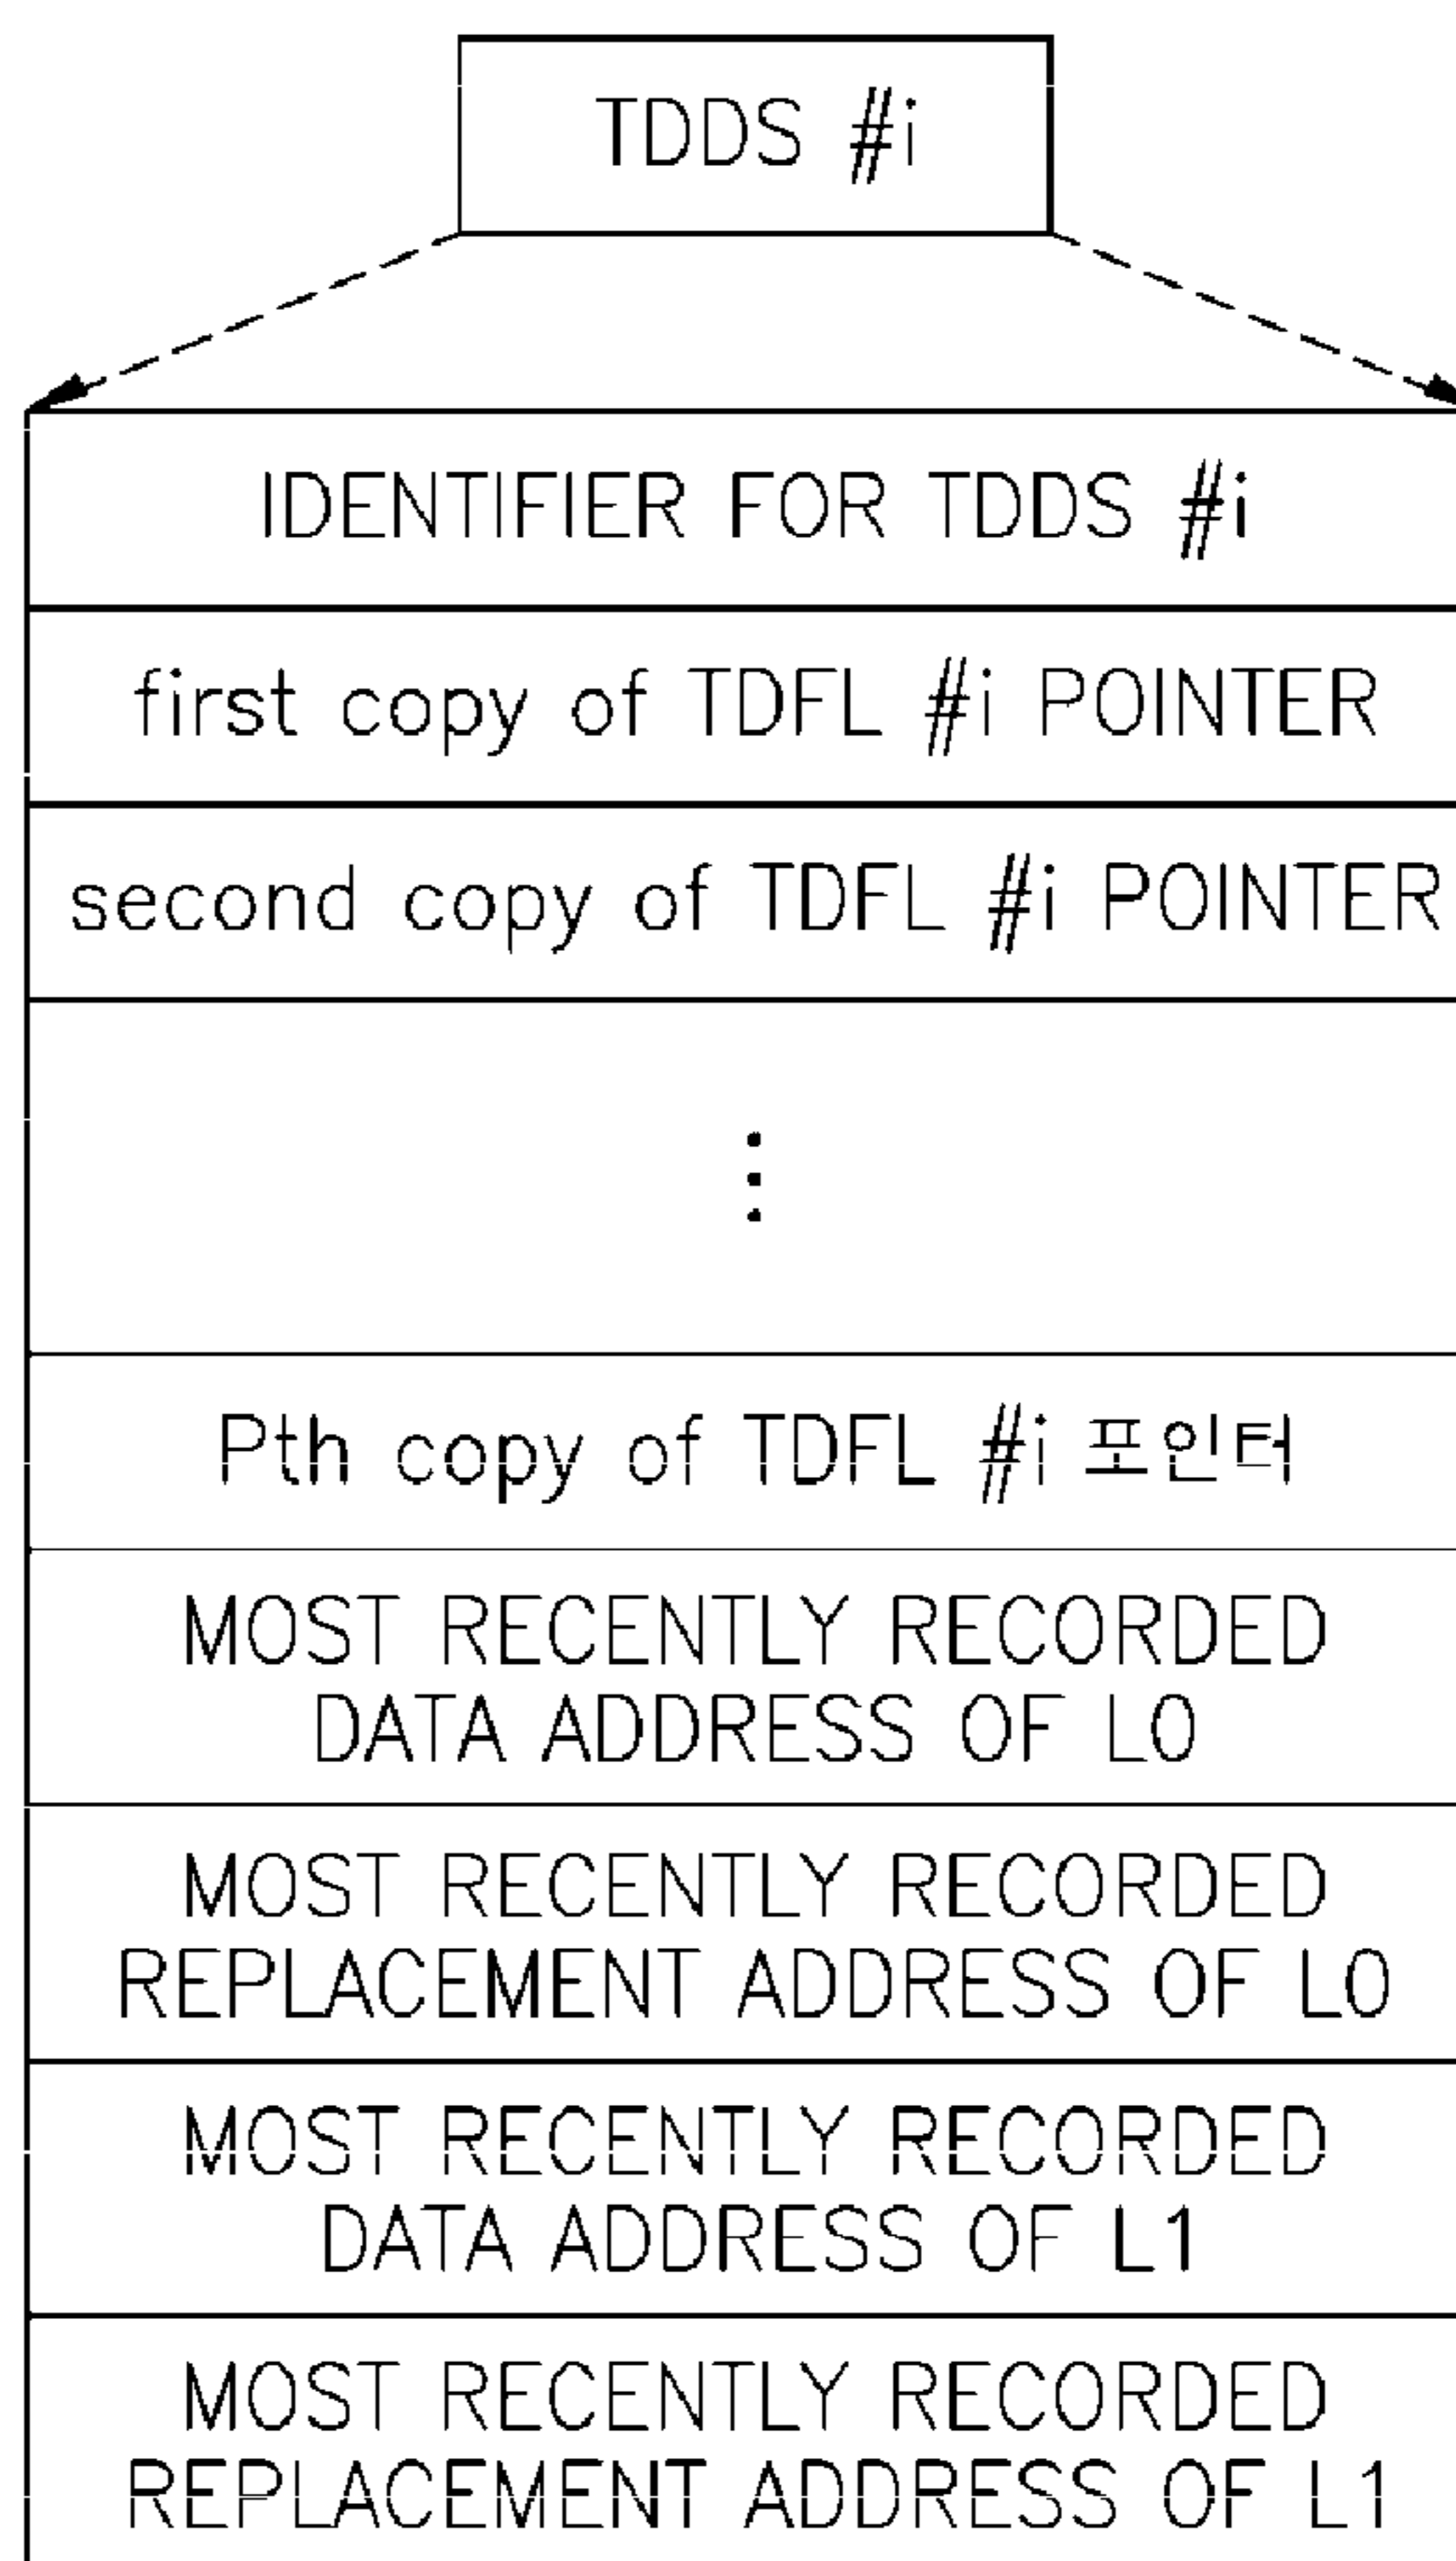 TDDS #i
IDENTIFIER FOR TDDS #i
first copy of TDFL #i POINTER
second copy of TDFL #i POINTER
Pth copy of TDFL #i 포인터
MOST RECENTLY RECORDED
DATA ADDRESS OF L0
MOST RECENTLY RECORDED
REPLACEMENT ADDRESS OF L0
MOST RECENTLY RECORDED
DATA ADDRESS OF L1
MOST RECENTLY RECORDED
REPLACEMENT ADDRESS OF L1